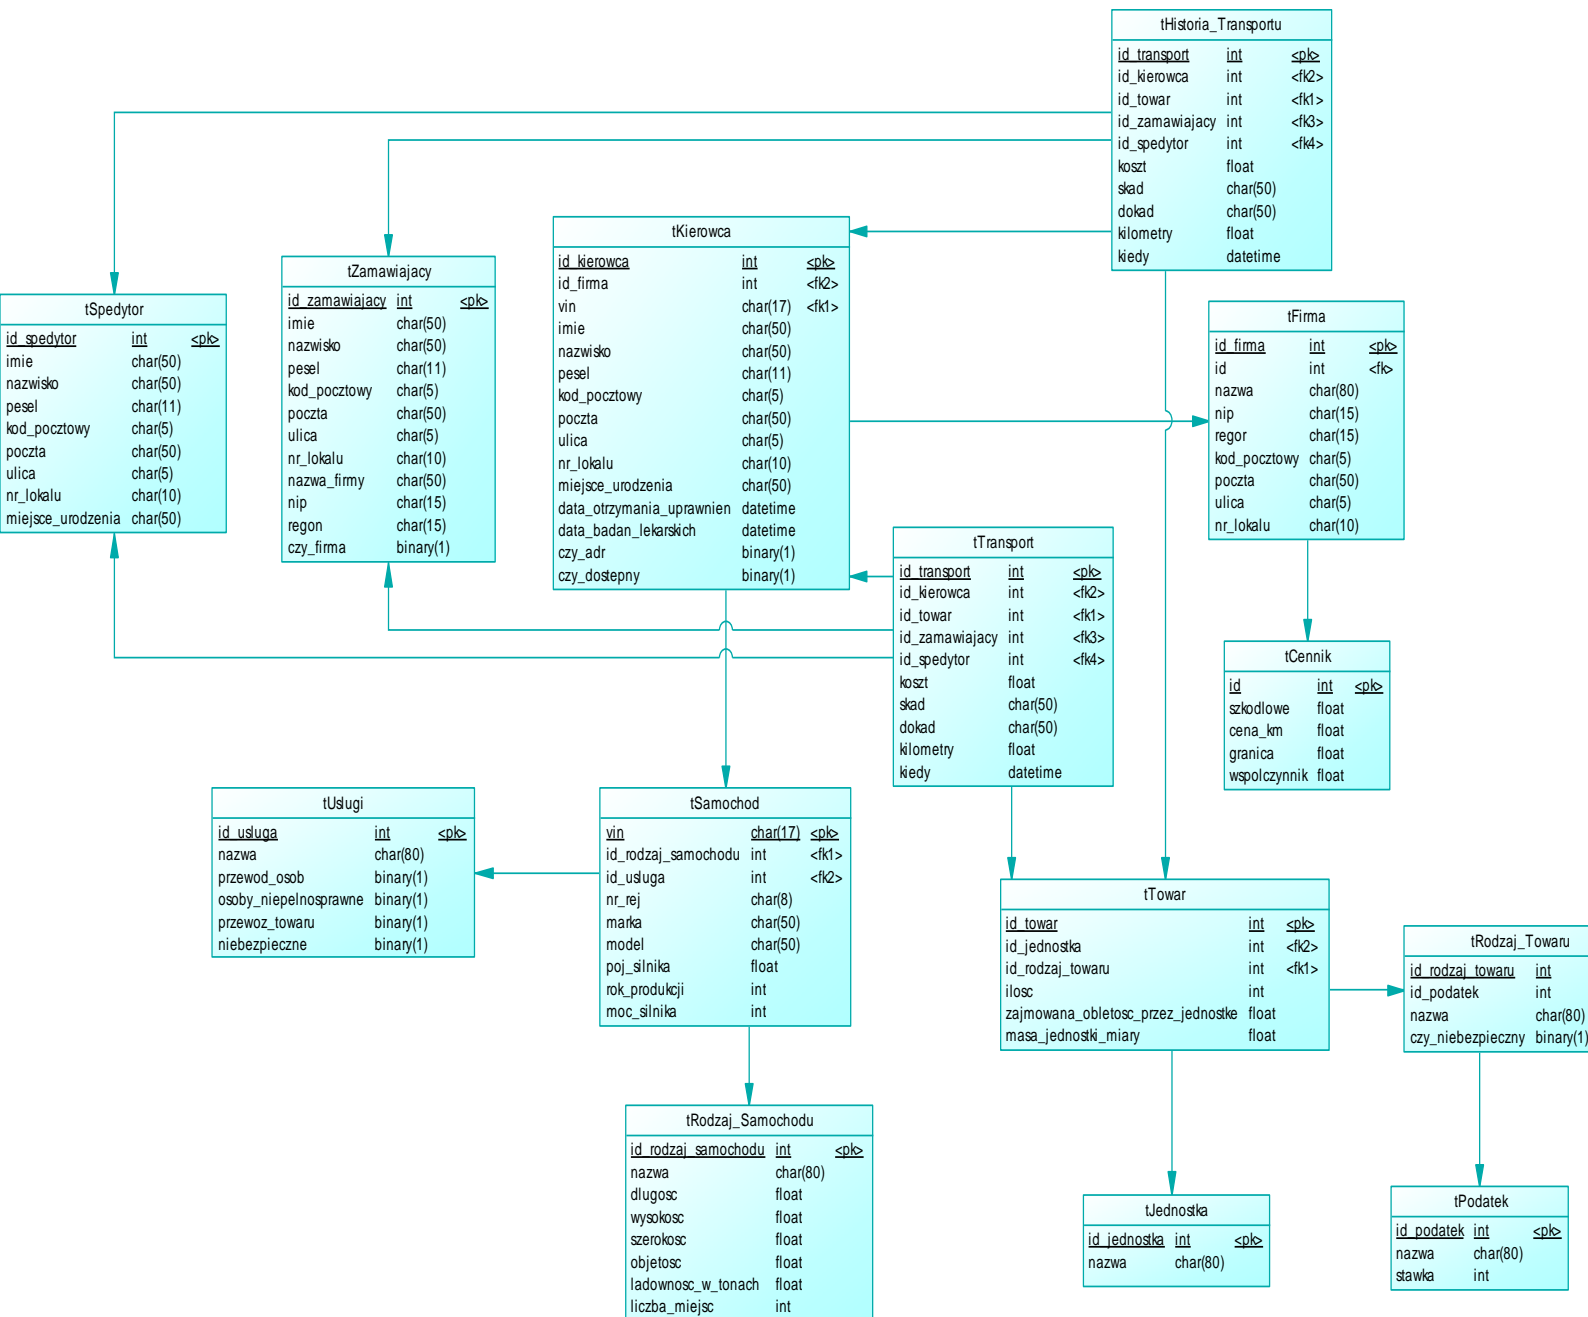 tHistoria_Transportu
id_transport int <pk>
id_kierowca int <fk2>
id_towar int <fk1>
id_zamawiajacy int <fk3>
id_spedytor int <fk4>
koszt float
skad char(50)
dokad char(50)
kilometry float
kiedy datetime
tKierowca
id_kierowca int <pk>
id_firma int <fk2>
vin char(17) <fk1>
imie char(50)
nazwisko char(50)
pesel char(11)
kod_pocztowy char(5)
poczta char(50)
ulica char(5)
nr_lokalu char(10)
miejsce_urodzenia char(50)
data_otrzymania_uprawnien datetime
data_badan_lekarskich datetime
czy_adr binary(1)
czy_dostepny binary(1)
tZamawiajacy
id_zamawiajacy int <pk>
imie char(50)
nazwisko char(50)
pesel char(11)
kod_pocztowy char(5)
poczta char(50)
ulica char(5)
nr_lokalu char(10)
nazwa_firmy char(50)
nip char(15)
regon char(15)
czy_firma binary(1)
tSpedytor
id_spedytor int <pk>
imie char(50)
nazwisko char(50)
pesel char(11)
kod_pocztowy char(5)
poczta char(50)
ulica char(5)
nr_lokalu char(10)
miejsce_urodzenia char(50)
tFirma
id_firma int <pk>
id int <fk>
nazwa char(80)
nip char(15)
regor char(15)
kod_pocztowy char(5)
poczta char(50)
ulica char(5)
nr_lokalu char(10)
tTransport
id_transport int <pk>
id_kierowca int <fk2>
id_towar int <fk1>
id_zamawiajacy int <fk3>
id_spedytor int <fk4>
koszt float
skad char(50)
dokad char(50)
kilometry float
kiedy datetime
tCennik
id int <pk>
szkodlowe float
cena_km float
granica float
wspolczynnik float
tUslugi
id_usluga int <pk>
nazwa char(80)
przewod_osob binary(1)
osoby_niepelnosprawne binary(1)
przewoz_towaru binary(1)
niebezpieczne binary(1)
tSamochod
vin char(17) <pk>
id_rodzaj_samochodu int <fk1>
id_usluga int <fk2>
nr_rej char(8)
marka char(50)
model char(50)
poj_silnika float
rok_produkcji int
moc_silnika int
tTowar
id_towar int <pk>
id_jednostka int <fk2>
id_rodzaj_towaru int <fk1>
ilosc int
zajmowana_obletosc_przez_jednostke float
masa_jednostki_miary float
tRodzaj_Towaru
id_rodzaj_towaru int
id_podatek int
nazwa char(80)
czy_niebezpieczny binary(1)
tRodzaj_Samochodu
id_rodzaj_samochodu int <pk>
nazwa char(80)
dlugosc float
wysokosc float
szerokosc float
objetosc float
ladownosc_w_tonach float
liczba_miejsc int
tJednostka
id_jednostka int <pk>
nazwa char(80)
tPodatek
id_podatek int <pk>
nazwa char(80)
stawka int